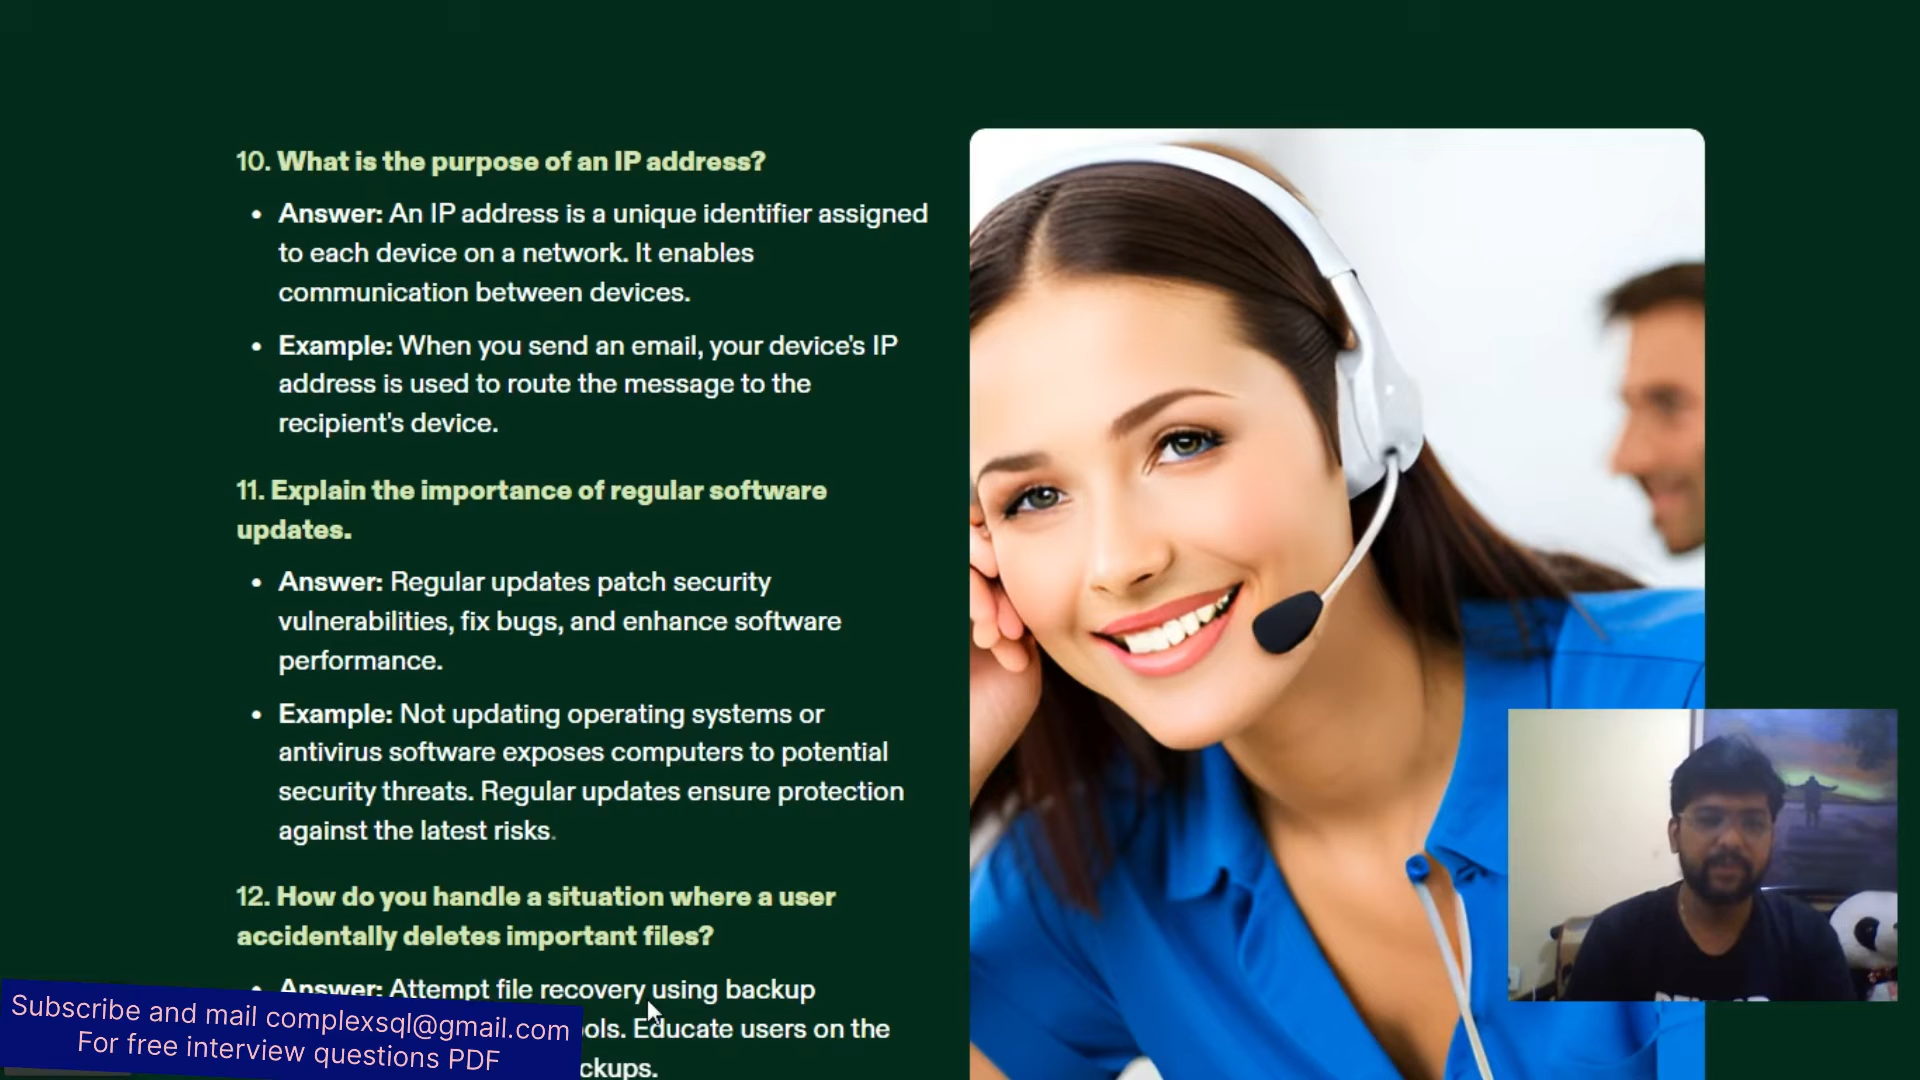 10. What is the purpose of an IP address?
• Answer: An IP address is a unique identifier assigned
to each device on a network. It enables
communication between devices.
• Example: When you send an email, your device's IP
address is used to route the message to the
recipient's device.
11. Explain the importance of regular software
updates.
• Answer: Regular updates patch security
vulnerabilities, fix bugs, and enhance software
performance.
• Example: Not updating operating systems or
antivirus software exposes computers to potential
security threats. Regular updates ensure protection
against the latest risks.
12. How do you handle a situation where a user
accidentally deletes important files?
• Answer: Attempt file recovery using backup
ools. Educate users on the
ckups.
Subscribe and mail complexsql@gmail.com
For free interview questions PDF